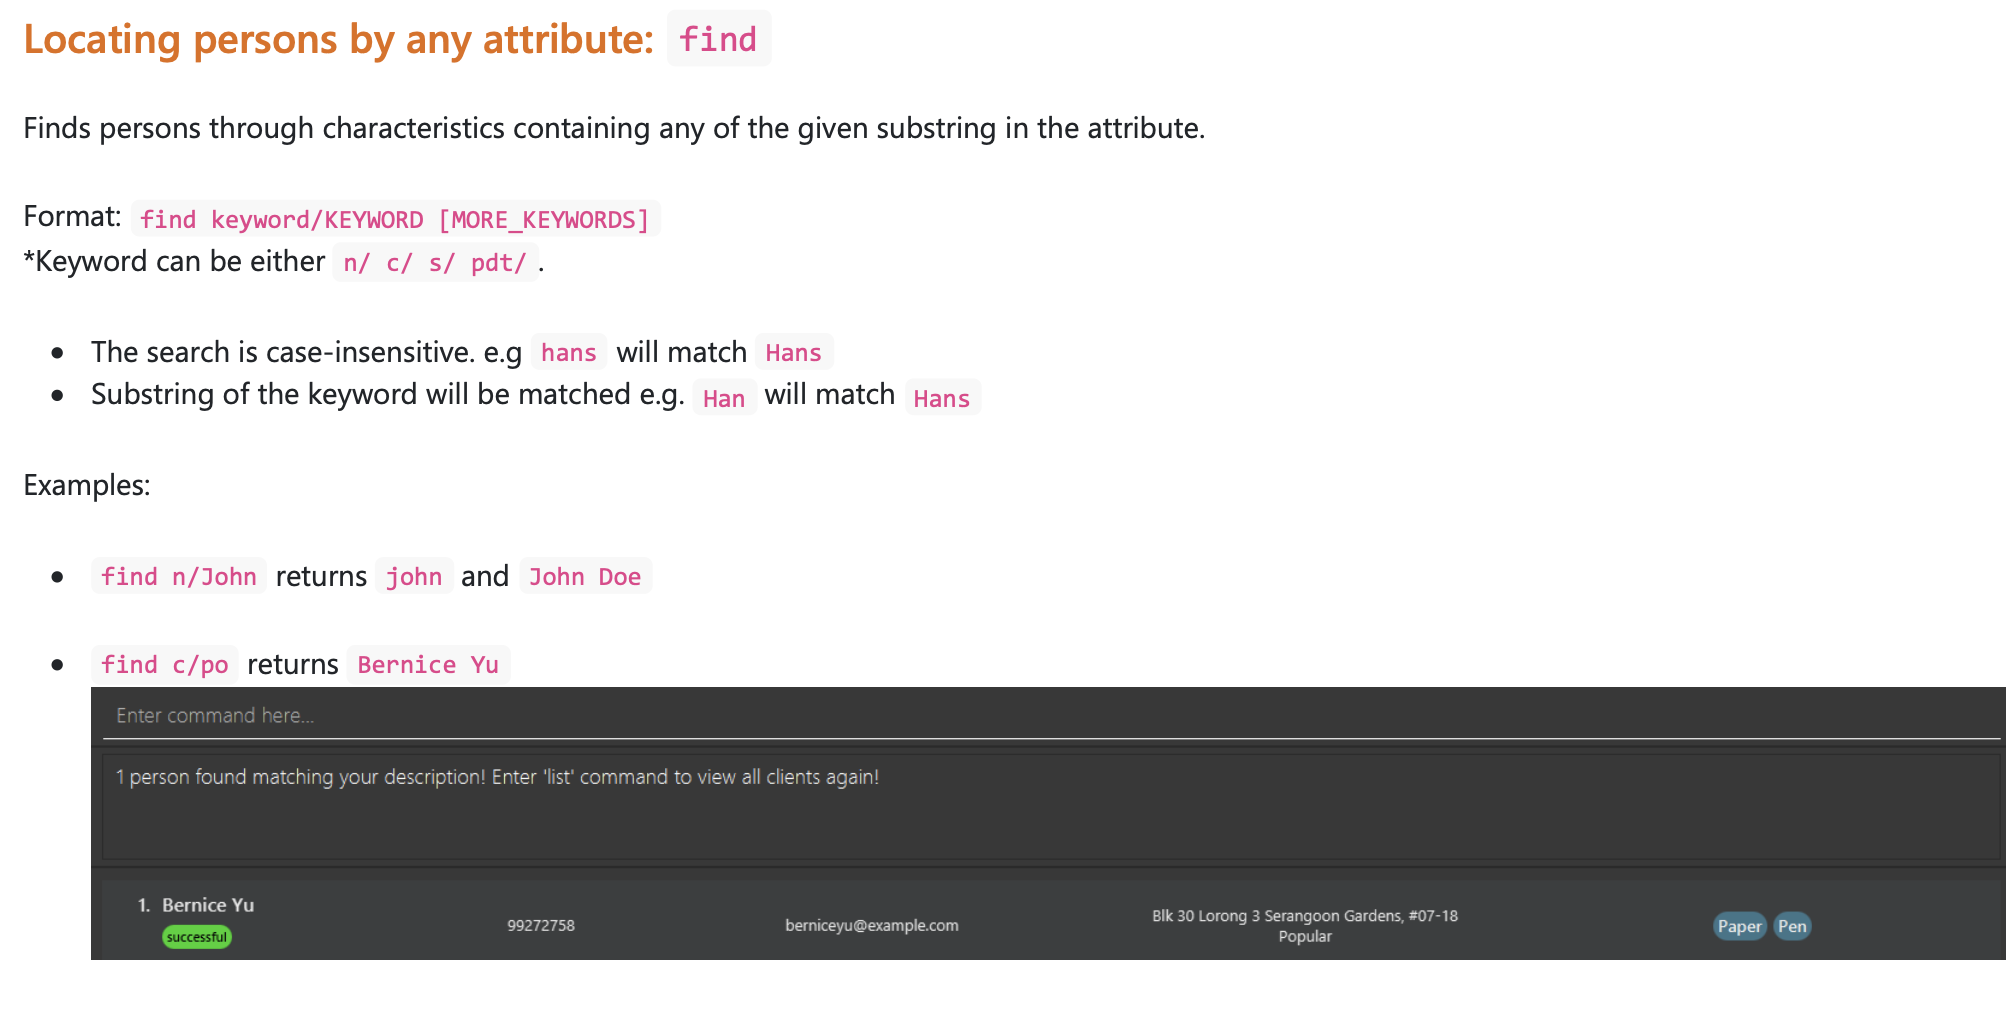 Locating persons by any attribute: find
Finds persons through characteristics containing any of the given substring in the attribute.
Format: find keyword/KEYWORD [MORE_KEYWORDS]
*Keyword can be either n/ c/ s/ pdt/ .
• The search is case-insensitive. e.g hans will match Hans
• Substring of the keyword will be matched e.g. Han will match Hans
Examples:
• find n/John returns john and John Doe
• find c/po returns Bernice Yu
Enter command here...
1 person found matching your description! Enter 'list' command to view all clients again!
1. Bernice Yu
successful
99272758
berniceyu@example.com
Blk 30 Lorong 3 Serangoon Gardens, #07-18
Popular
Paper Pen